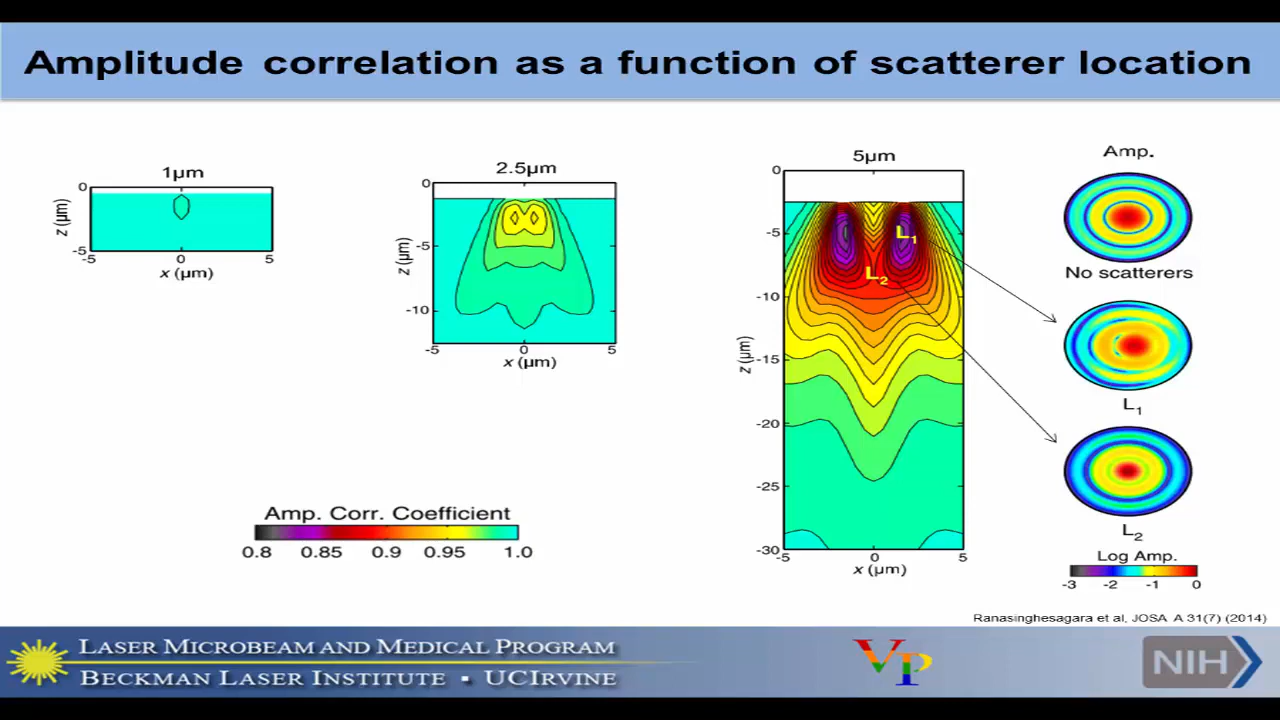 Amplitude correlation as a function of scatterer location
1µm
0
z (µm)
-5
-5 0 5
x (µm)
2.5µm
0
-5
z (µm)
-10
-5 0 5
x (µm)
5µm
0
-5
-10
-15
z (µm)
-20
-25
-30
-5 0 5
x (µm)
L1
L2
Amp.
No scatterers
L1
L2
Log Amp.
-3 -2 -1 0
Amp. Corr. Coefficient
0.8 0.85 0.9 0.95 1.0
Ranasinghesagara et al, JOSA A 31(7) (2014)
LASER MICROBEAM AND MEDICAL PROGRAM
BECKMAN LASER INSTITUTE ▪ UCIRVINE
VP
NIH